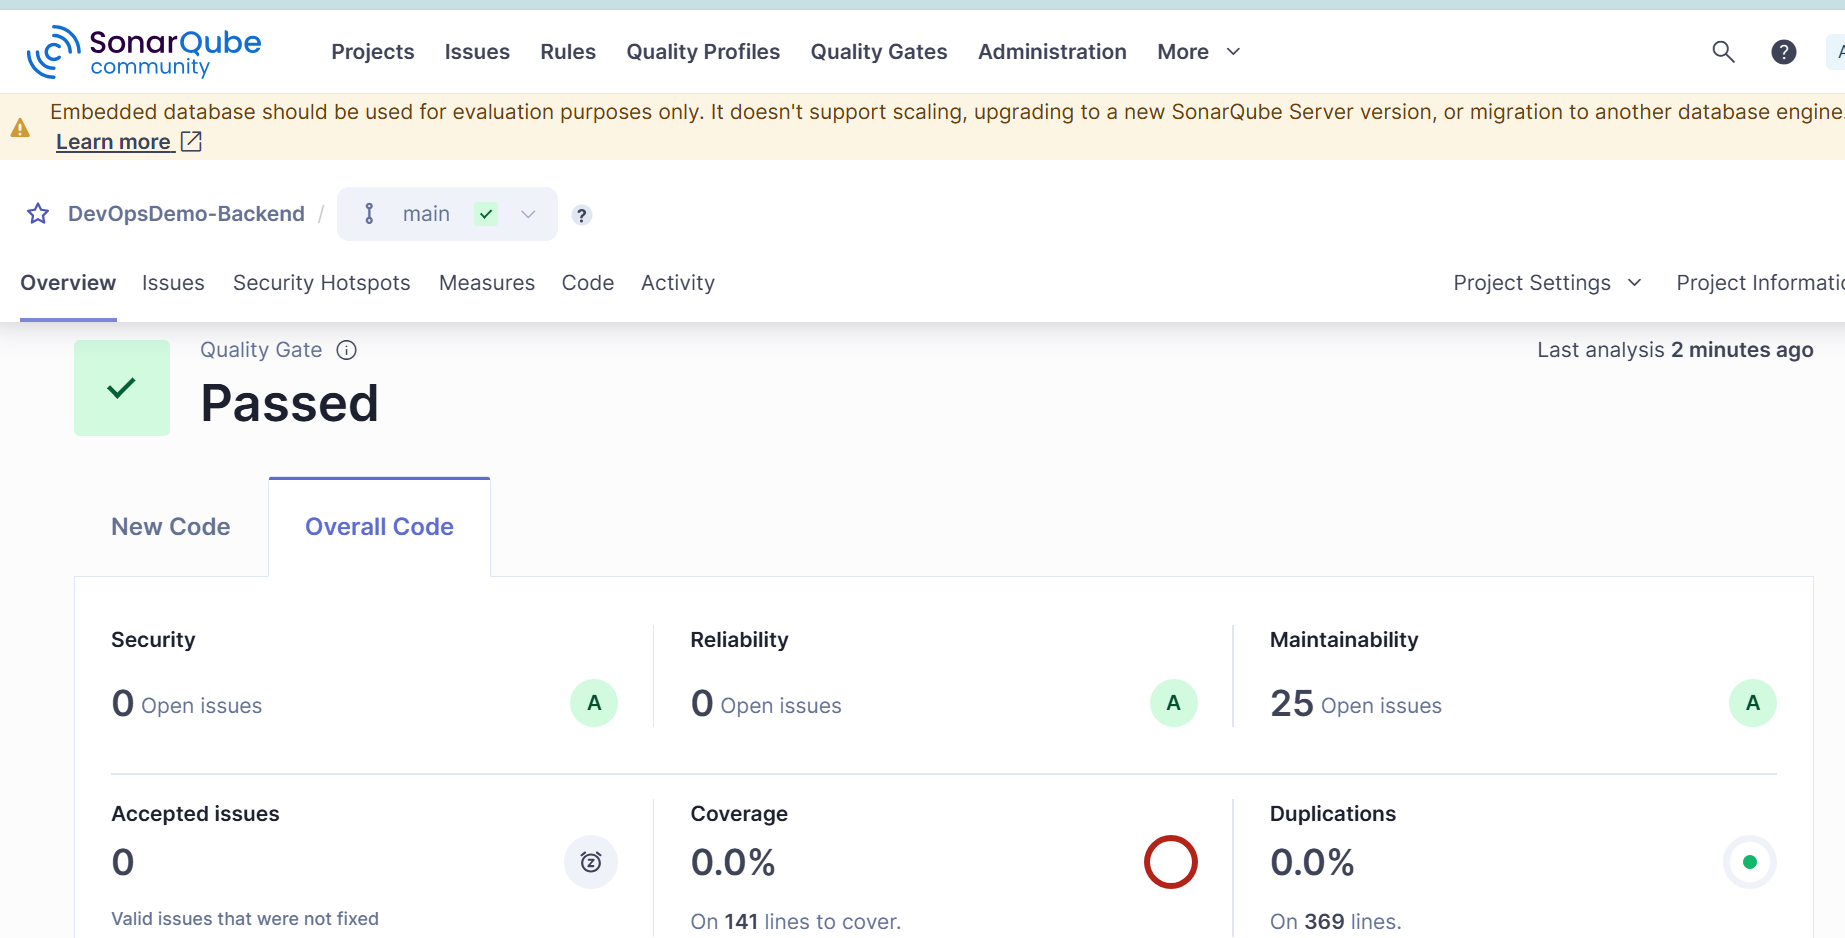 SonarQube community
Projects Issues Rules Quality Profiles Quality Gates Administration More
Embedded database should be used for evaluation purposes only. It doesn't support scaling, upgrading to a new SonarQube Server version, or migration to another database engine.
Learn more
DevOpsDemo-Backend / main
Overview Issues Security Hotspots Measures Code Activity Project Settings Project Informatio
Quality Gate
Last analysis 2 minutes ago
Passed
New Code Overall Code
Security Reliability Maintainability
0 Open issues A 0 Open issues A 25 Open issues A
Accepted issues Coverage Duplications
0 0.0% 0.0%
Valid issues that were not fixed On 141 lines to cover. On 369 lines.